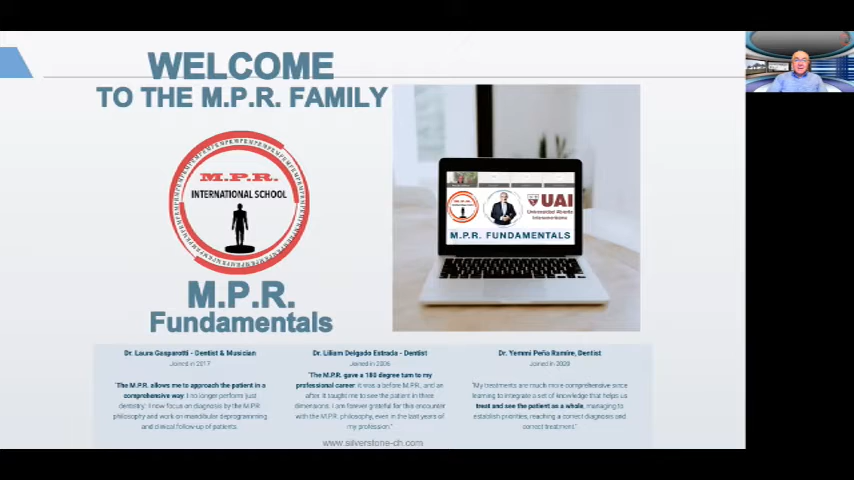 WELCOME
TO THE M.P.R. FAMILY
M.P.R.
INTERNATIONAL SCHOOL
M.P.R.
Fundamentals
UAI
Universidad Abierta
Interamericana
M.P.R. FUNDAMENTALS
Dr. Laura Gasparotti - Dentist & Musician
Joined in 2017
"The M.P.R. allows me to approach the patient in a
comprehensive way. I no longer perform just
dentistry: I now focus on diagnosis by the M.P.R.
philosophy and work on mandibular deprogramming
and clinical follow-up of patients.
Dr. Liliam Delgado Estrada - Dentist
Joined in 2006
"The M.P.R. gave a 180 degree turn to my
professional career: it was a before M.P.R. and an
after. It taught me to see the patient in three
dimensions. I am forever grateful for this encounter
with the M.P.R. philosophy, even in the last years of
my profession."
Dr. Yemmi Peña Ramire, Dentist
Joined in 2020
"My treatments are much more comprehensive since
learning to integrate a set of knowledge that helps us
treat and see the patient as a whole, managing to
establish priorities, reaching a correct diagnosis and
correct treatment."
www.silverstone-dh.com